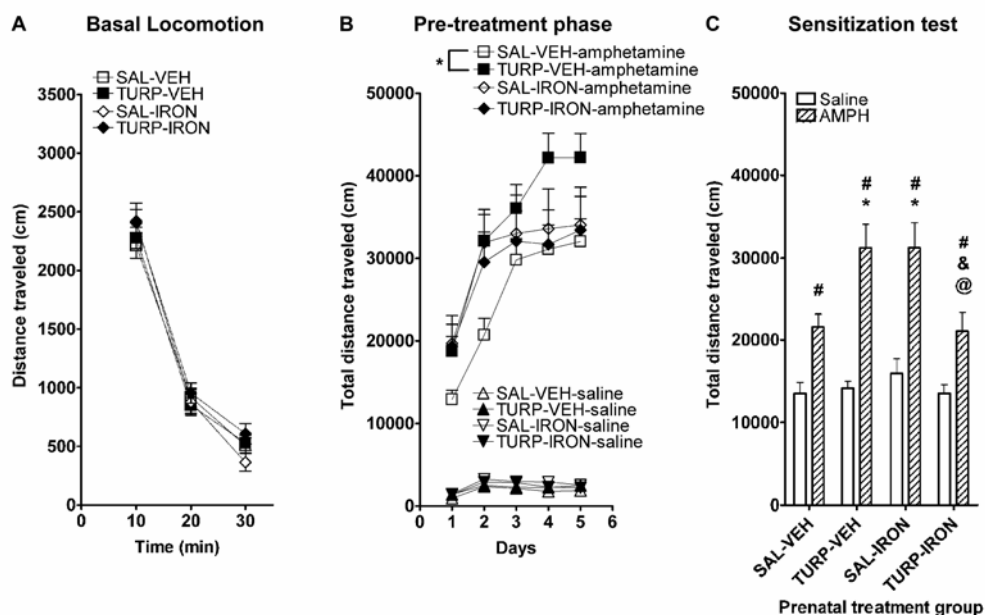 A Basal Locomotion
SAL-VEH
TURP-VEH
SAL-IRON
TURP-IRON
3500
3000
2500
2000
1500
1000
500
0
Distance traveled (cm)
0 10 20 30
Time (min)
B Pre-treatment phase
*
SAL-VEH-amphetamine
TURP-VEH-amphetamine
SAL-IRON-amphetamine
TURP-IRON-amphetamine
50000
40000
30000
20000
10000
0
Total distance traveled (cm)
SAL-VEH-saline
TURP-VEH-saline
SAL-IRON-saline
TURP-IRON-saline
0 1 2 3 4 5 6
Days
C Sensitization test
Saline
AMPH
50000
40000
30000
20000
10000
0
Total distance traveled (cm)
#
#
*
#
*
#
&
@
SAL-VEH
TURP-VEH
SAL-IRON
TURP-IRON
Prenatal treatment group